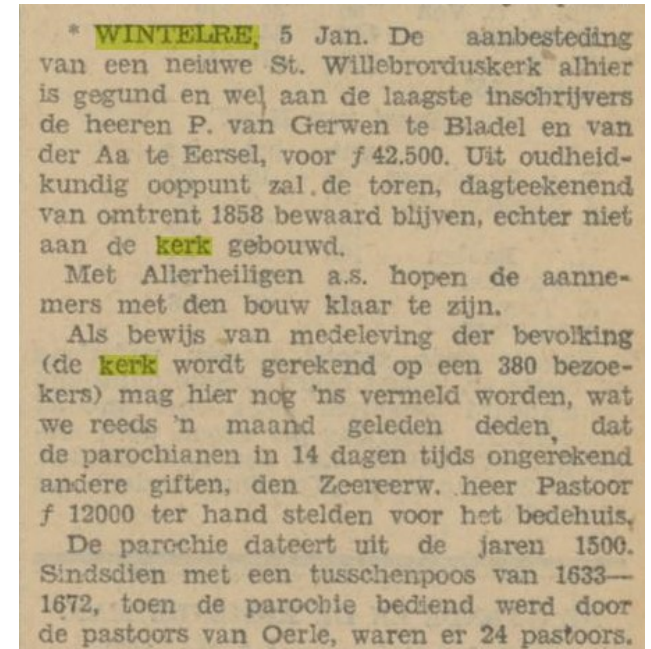 * WINTELRE, 5 Jan. De aanbesteding
van een neiuwe St. Willebrorduskerk alhier
is gegund en wel aan de laagste inschrijvers
de heeren P. van Gerwen te Bladel en van
der Aa te Eersel, voor ƒ 42.500. Uit oudheid-
kundig ooppunt zal de toren, dagteekenend
van omtrent 1858 bewaard blijven, echter niet
aan de kerk gebouwd.
Met Allerheiligen a.s. hopen de aanne-
mers met den bouw klaar te zijn.
Als bewijs van medeleving der bevolking
(de kerk wordt gerekend op een 380 bezoe-
kers) mag hier nog 'ns vermeld worden, wat
we reeds 'n maand geleden deden, dat
de parochianen in 14 dagen tijds ongerekend
andere giften, den Zeereerw. heer Pastoor
ƒ 12000 ter hand stelden voor het bedehuis.
De parochie dateert uit de jaren 1500.
Sindsdien met een tusschenpoos van 1633—
1672, toen de parochie bediend werd door
de pastoors van Oerle, waren er 24 pastoors.